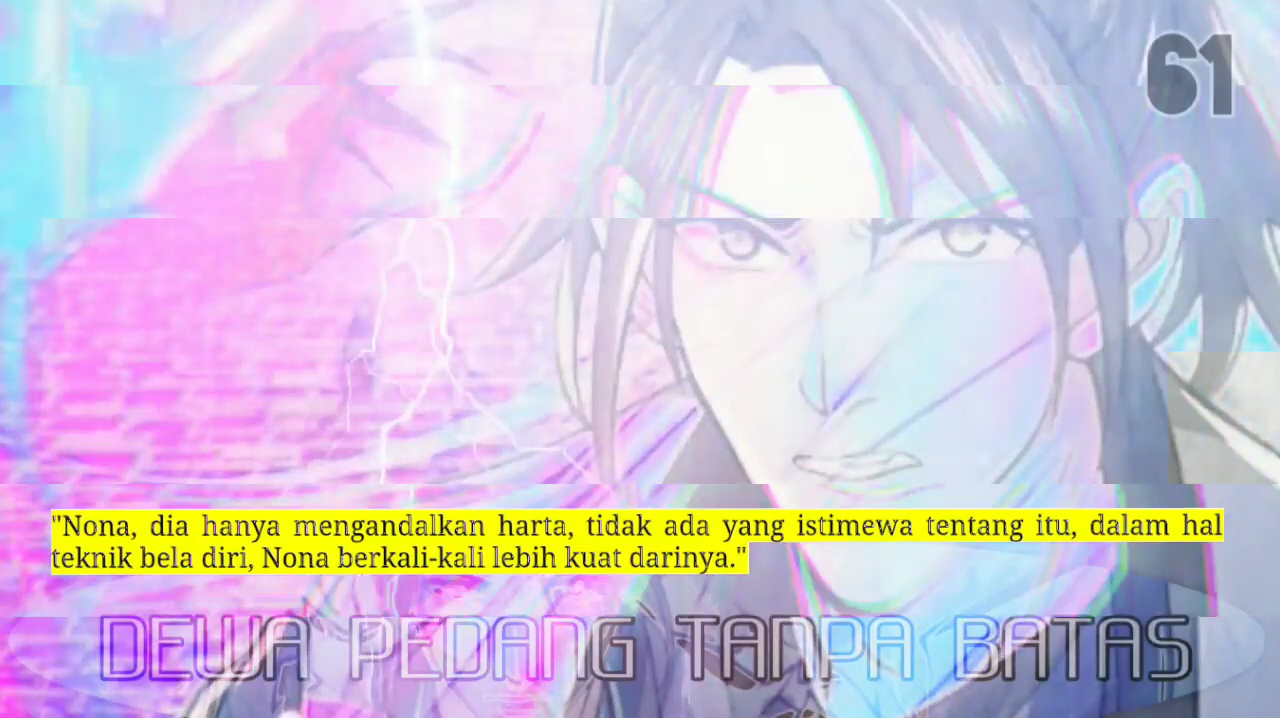 61
"Nona, dia hanya mengandalkan harta, tidak ada yang istimewa tentang itu, dalam hal
teknik bela diri, Nona berkali-kali lebih kuat darinya."
DEWA PEDANG TANPA BATAS